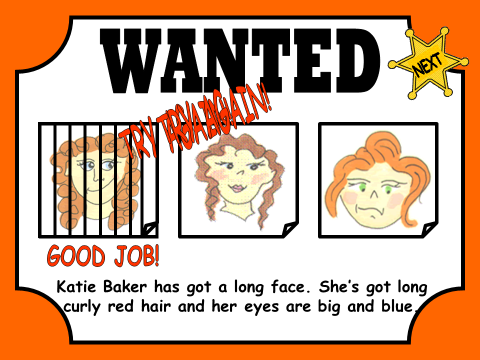 WANTED
NEXT
TRY AGAIN!
GOOD JOB!
Katie Baker has got a long face. She's got long
curly red hair and her eyes are big and blue.